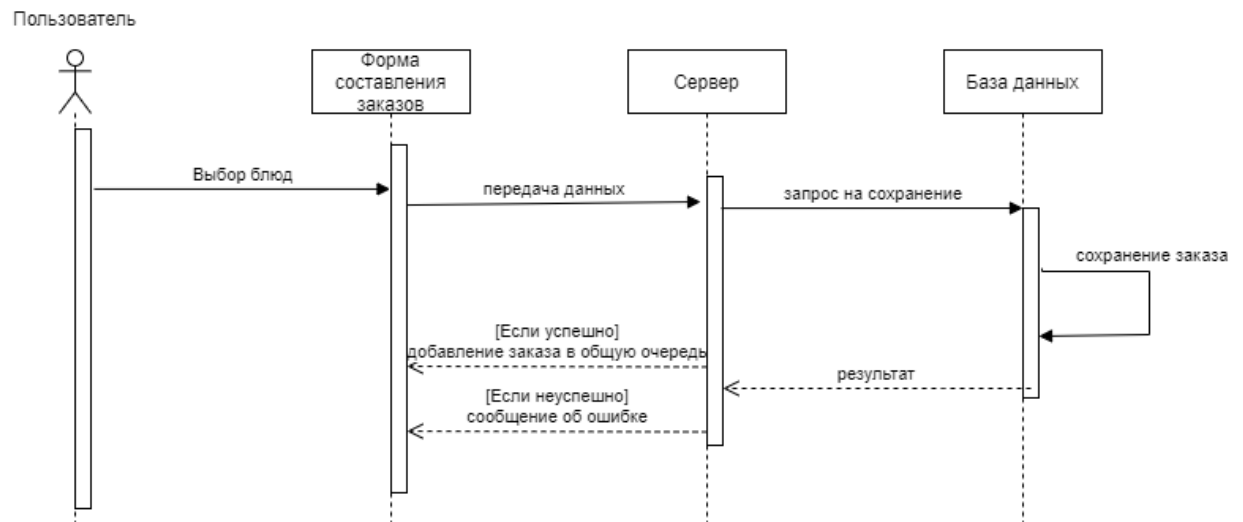 Пользователь
Форма
составления
заказов
Сервер
База данных
Выбор блюд
передача данных
запрос на сохранение
сохранение заказа
[Если успешно]
добавление заказа в общую очередь
результат
[Если неуспешно]
сообщение об ошибке